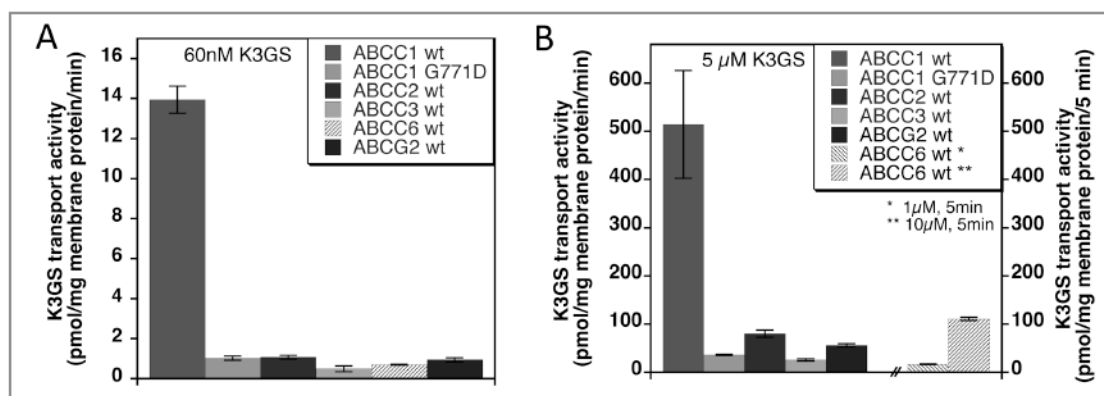 A
60nM K3GS
ABCC1 wt
ABCC1 G771D
ABCC2 wt
ABCC3 wt
ABCC6 wt
ABCG2 wt
K3GS transport activity
(pmol/mg membrane protein/min)
16
14
12
10
8
6
4
2
0
B
5 µM K3GS
ABCC1 wt
ABCC1 G771D
ABCC2 wt
ABCC3 wt
ABCG2 wt
ABCC6 wt *
ABCC6 wt **
* 1µM, 5min
** 10µM, 5min
K3GS transport activity
(pmol/mg membrane protein/min)
600
500
400
300
200
100
0
//
600
500
400
300
200
100
0
K3GS transport activity
(pmol/mg membrane protein/5 min)